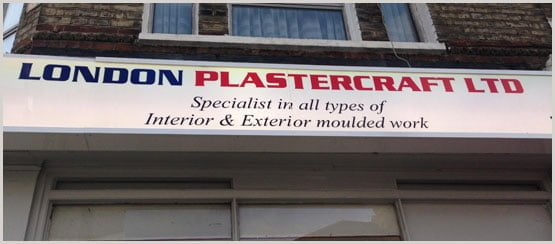 LONDON PLASTERCRAFT LTD
Specialist in all types of
Interior & Exterior moulded work